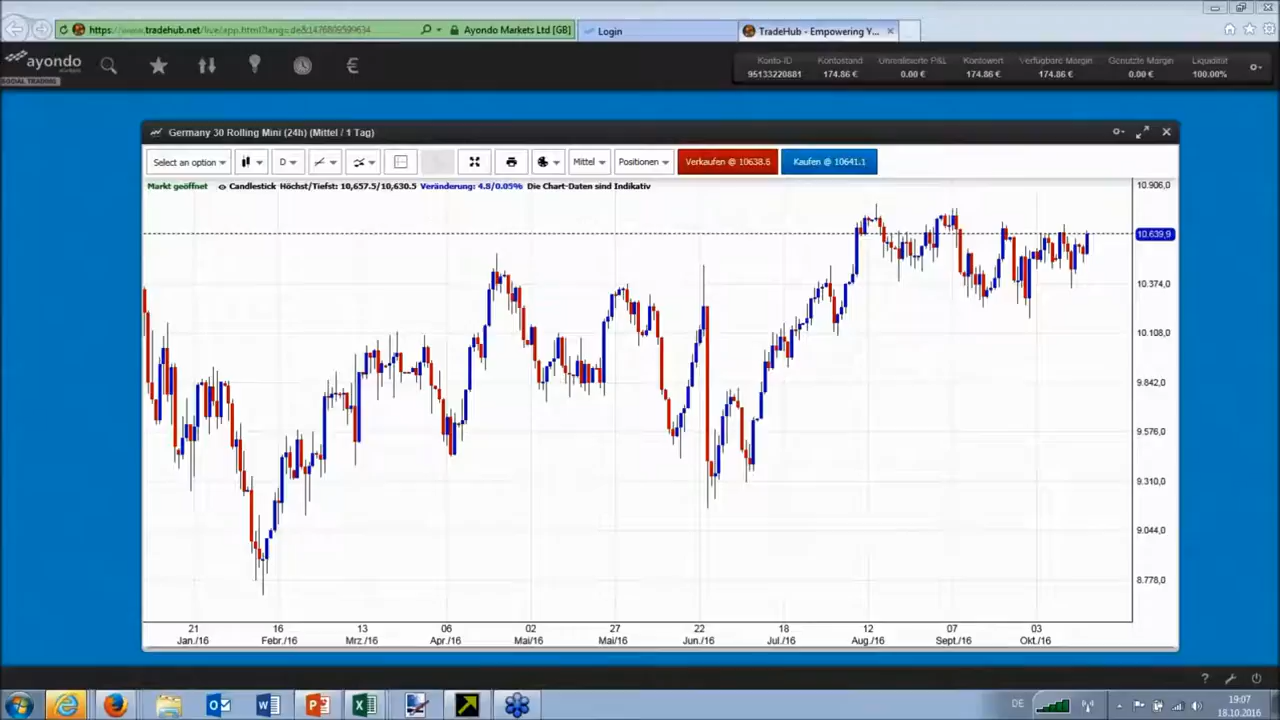 https://www.tradehub.net/live/app.html?lang=de&1476809599634
Ayondo Markets Ltd [GB]
Login
TradeHub - Empowering Y...
ayondo
markets
SOCIAL TRADING
€
Konto-ID Kontostand Unrealisierte P&L Kontowert Verfügbare Margin Genutzte Margin Liquidität
95133220881 174.86 € 0.00 € 174.86 € 174.86 € 0.00 € 100.00%
Germany 30 Rolling Mini (24h) (Mittel / 1 Tag)
Select an option D Mittel Positionen Verkaufen @ 10638.6 Kaufen @ 10641.1
Markt geöffnet Candlestick Höchst/Tiefst: 10,657.5/10,630.5 Veränderung: 4.8/0.05% Die Chart-Daten sind Indikativ
10.906,0
10.639,9
10.374,0
10.108,0
9.842,0
9.576,0
9.310,0
9.044,0
8.778,0
21 16 13 06 02 27 22 18 12 07 03
Jan./16 Febr./16 Mrz./16 Apr./16 Mai/16 Mai/16 Jun./16 Jul./16 Aug./16 Sept./16 Okt./16
?
DE
19:07
18.10.2016